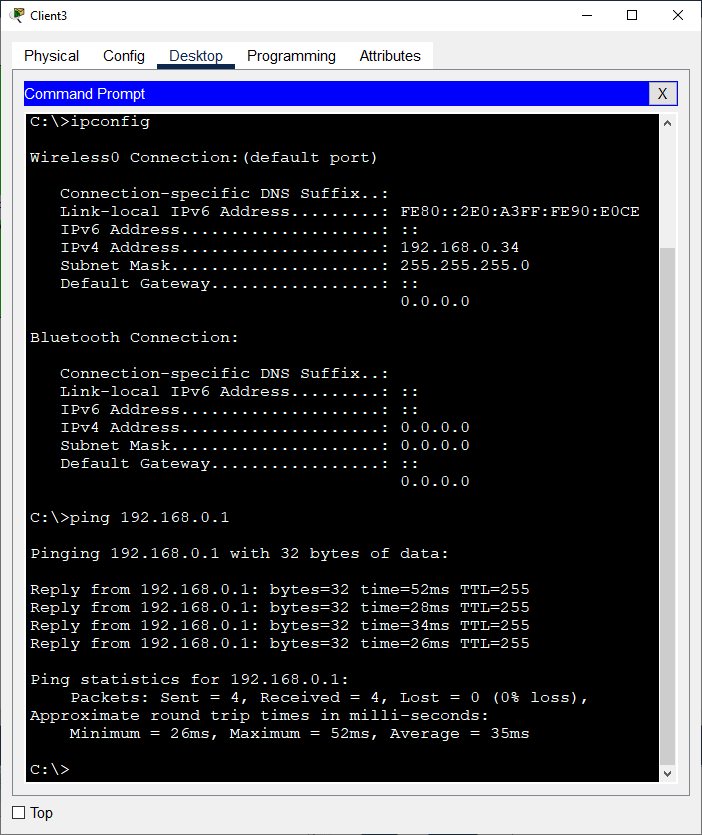 Client3
Physical Config Desktop Programming Attributes
Command Prompt X
C:\>ipconfig
Wireless0 Connection:(default port)
Connection-specific DNS Suffix..:
Link-local IPv6 Address.........: FE80::2E0:A3FF:FE90:E0CE
IPv6 Address....................: ::
IPv4 Address....................: 192.168.0.34
Subnet Mask.....................: 255.255.255.0
Default Gateway.................: ::
0.0.0.0
Bluetooth Connection:
Connection-specific DNS Suffix..:
Link-local IPv6 Address.........: ::
IPv6 Address....................: ::
IPv4 Address....................: 0.0.0.0
Subnet Mask.....................: 0.0.0.0
Default Gateway.................: ::
0.0.0.0
C:\>ping 192.168.0.1
Pinging 192.168.0.1 with 32 bytes of data:
Reply from 192.168.0.1: bytes=32 time=52ms TTL=255
Reply from 192.168.0.1: bytes=32 time=28ms TTL=255
Reply from 192.168.0.1: bytes=32 time=34ms TTL=255
Reply from 192.168.0.1: bytes=32 time=26ms TTL=255
Ping statistics for 192.168.0.1:
Packets: Sent = 4, Received = 4, Lost = 0 (0% loss),
Approximate round trip times in milli-seconds:
Minimum = 26ms, Maximum = 52ms, Average = 35ms
C:\>
Top